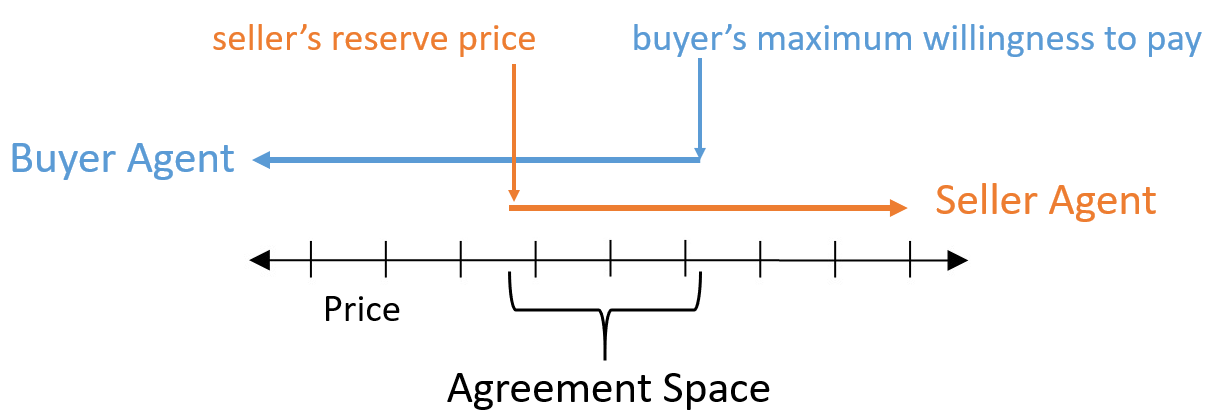 seller’s reserve price
buyer’s maximum willingness to pay
Buyer Agent
Seller Agent
Price
Agreement Space